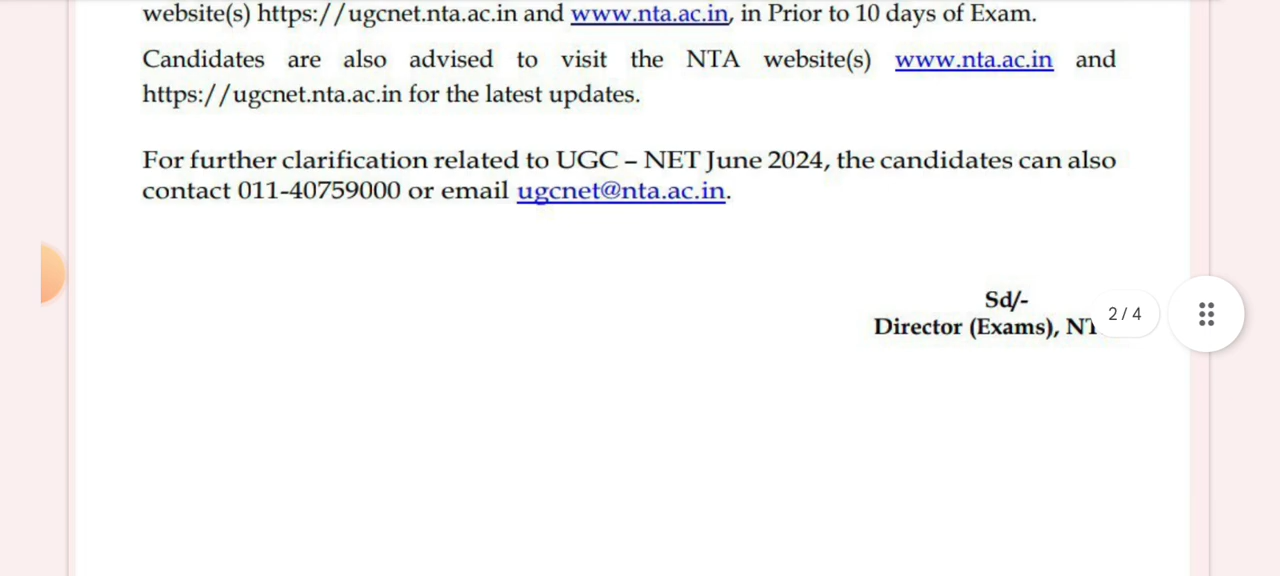 website(s) https://ugcnet.nta.ac.in and www.nta.ac.in, in Prior to 10 days of Exam.
Candidates are also advised to visit the NTA website(s) www.nta.ac.in and
https://ugcnet.nta.ac.in for the latest updates.
For further clarification related to UGC – NET June 2024, the candidates can also
contact 011-40759000 or email ugcnet@nta.ac.in.
Sd/-
Director (Exams),
2 / 4